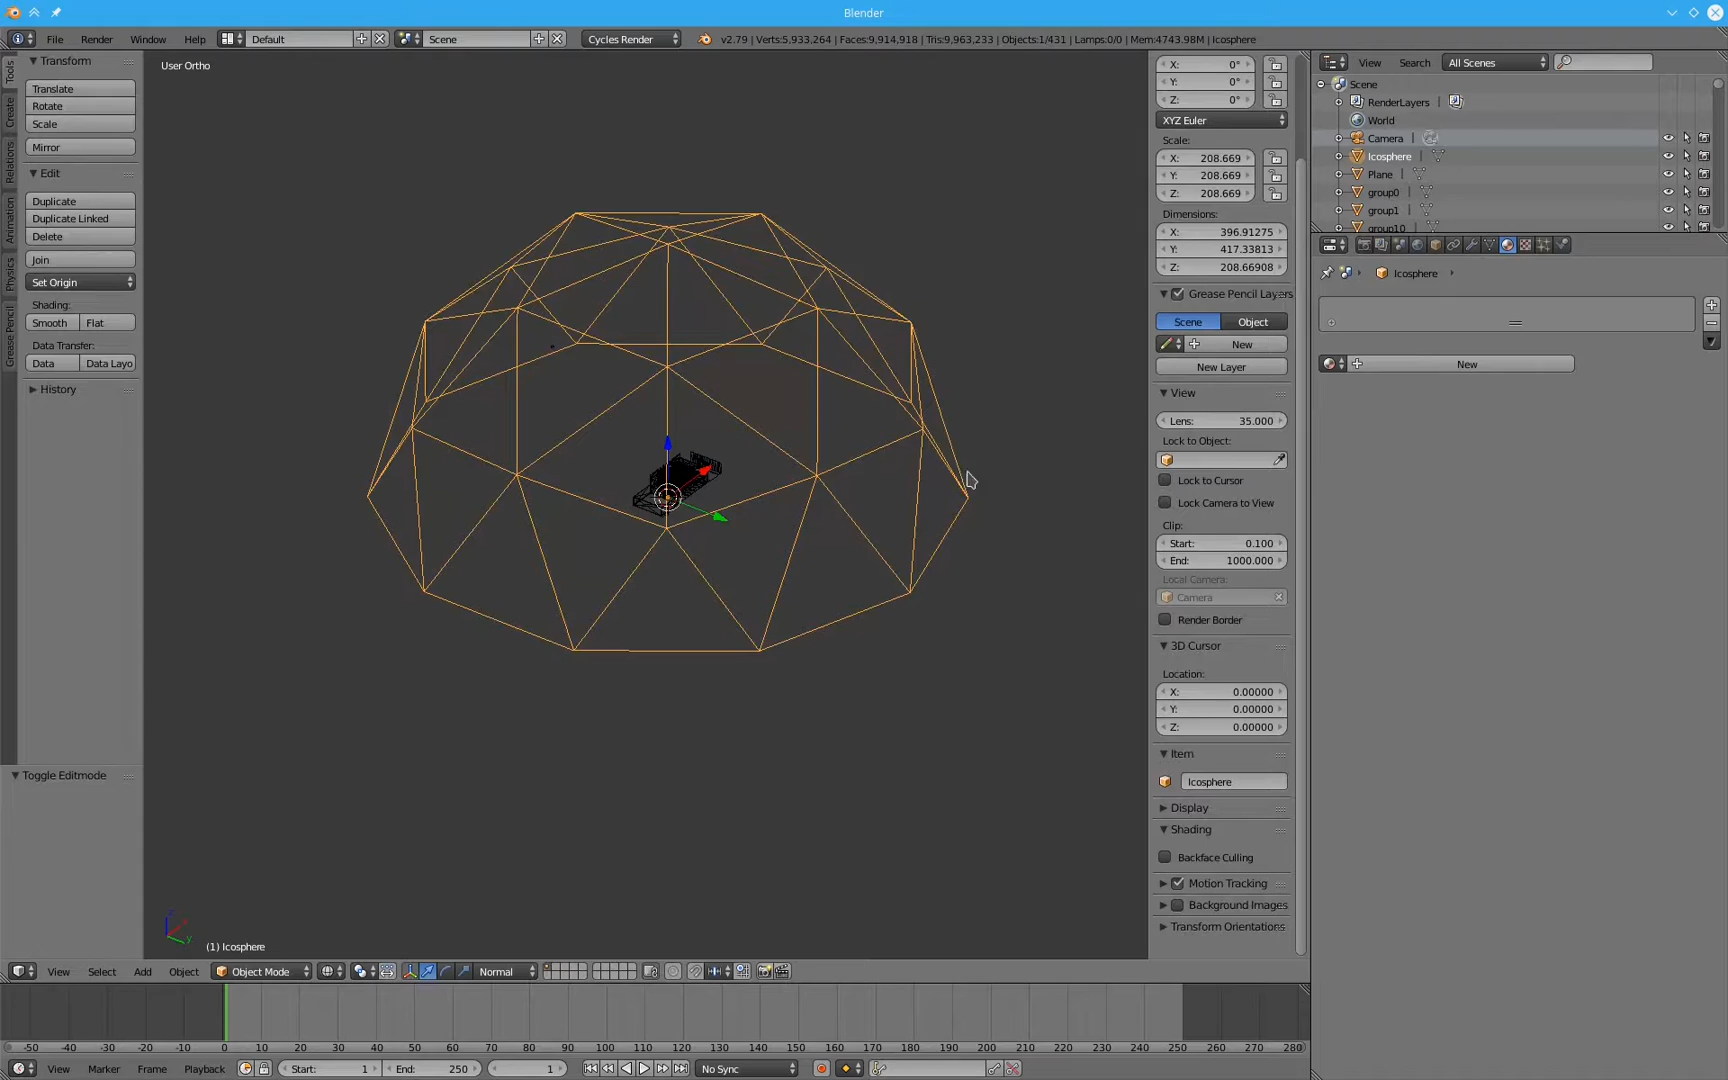 Blender
File Render Window Help Default Scene Cycles Render v2.79 | Verts:5,933,264 | Faces:9,914,918 | Tris:9,963,233 | Objects:1/431 | Lamps:0/0 | Mem:4743.98M | Icosphere
Tools
Create
Relations
Animation
Physics
Grease Pencil
Transform
Translate
Rotate
Scale
Mirror
Edit
Duplicate
Duplicate Linked
Delete
Join
Set Origin
Shading:
Smooth Flat
Data Transfer:
Data Data Layo
History
Toggle Editmode
User Ortho
(1) Icosphere
z
y
X: 0°
Y: 0°
Z: 0°
XYZ Euler
Scale:
X: 208.669
Y: 208.669
Z: 208.669
Dimensions:
X: 396.91275
Y: 417.33813
Z: 208.66908
Grease Pencil Layers
Scene Object
New
New Layer
View
Lens: 35.000
Lock to Object:
Lock to Cursor
Lock Camera to View
Clip:
Start: 0.100
End: 1000.000
Local Camera:
Camera
Render Border
3D Cursor
Location:
X: 0.00000
Y: 0.00000
Z: 0.00000
Item
Icosphere
Display
Shading
Backface Culling
Motion Tracking
Background Images
Transform Orientations
View Search All Scenes
Scene
RenderLayers
World
Camera
Icosphere
Plane
group0
group1
group10
Icosphere
New
View Select Add Object Object Mode Normal
-50 -40 -30 -20 -10 0 10 20 30 40 50 60 70 80 90 100 110 120 130 140 150 160 170 180 190 200 210 220 230 240 250 260 270 280
View Marker Frame Playback Start: 1 End: 250 1 No Sync